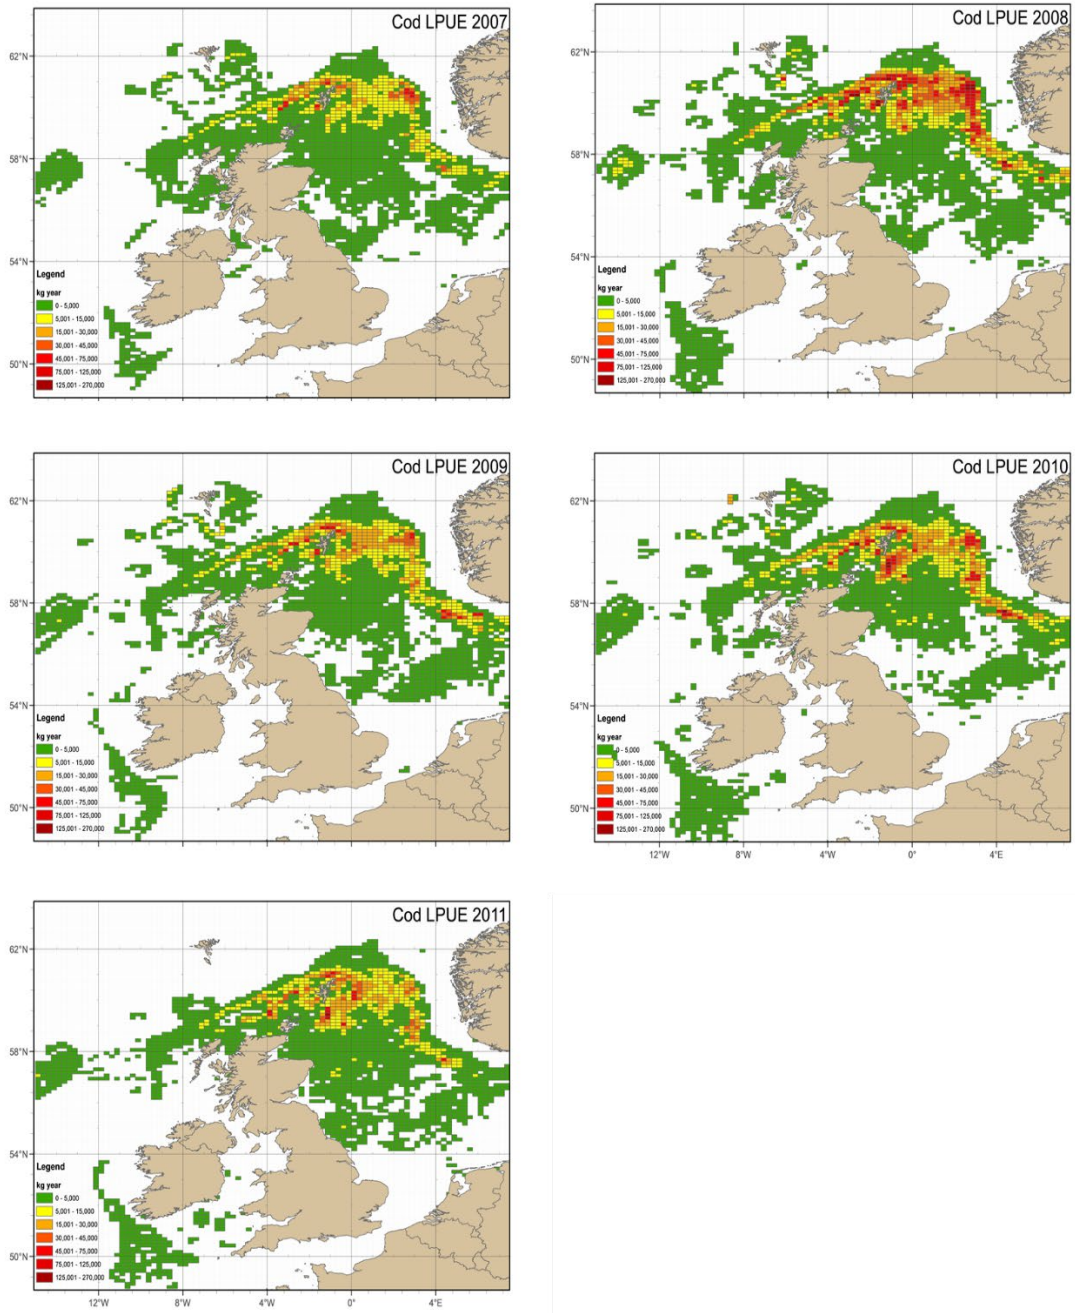 Cod LPUE 2007
62°N
58°N
54°N
50°N
Legend
kg year
0 - 5,000
5,001 - 15,000
15,001 - 30,000
30,001 - 45,000
45,001 - 75,000
75,001 - 125,000
125,001 - 270,000
Cod LPUE 2008
62°N
58°N
54°N
50°N
Legend
kg year
0 - 5,000
5,001 - 15,000
15,001 - 30,000
30,001 - 45,000
45,001 - 75,000
75,001 - 125,000
125,001 - 270,000
Cod LPUE 2009
62°N
58°N
54°N
50°N
Legend
kg year
0 - 5,000
5,001 - 15,000
15,001 - 30,000
30,001 - 45,000
45,001 - 75,000
75,001 - 125,000
125,001 - 270,000
Cod LPUE 2010
62°N
58°N
54°N
50°N
Legend
kg year
0 - 5,000
5,001 - 15,000
15,001 - 30,000
30,001 - 45,000
45,001 - 75,000
75,001 - 125,000
125,001 - 270,000
12°W 8°W 4°W 0° 4°E
Cod LPUE 2011
62°N
58°N
54°N
50°N
Legend
kg year
0 - 5,000
5,001 - 15,000
15,001 - 30,000
30,001 - 45,000
45,001 - 75,000
75,001 - 125,000
125,001 - 270,000
12°W 8°W 4°W 0° 4°E